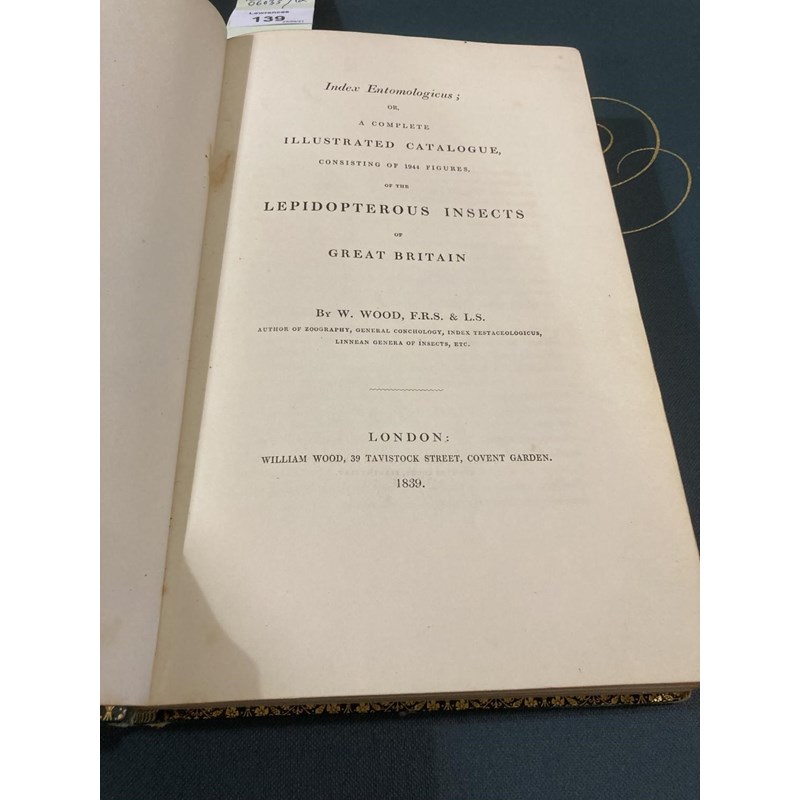 Lawrences
139
Index Entomologicus;
OR,
A COMPLETE
ILLUSTRATED CATALOGUE,
CONSISTING OF 1944 FIGURES,
OF THE
LEPIDOPTEROUS INSECTS
OF
GREAT BRITAIN
BY W. WOOD, F.R.S. & L.S.
AUTHOR OF ZOOGRAPHY, GENERAL CONCHOLOGY, INDEX TESTACEOLOGICUS,
LINNEAN GENERA OF INSECTS, ETC.
LONDON:
WILLIAM WOOD, 39 TAVISTOCK STREET, COVENT GARDEN.
1839.